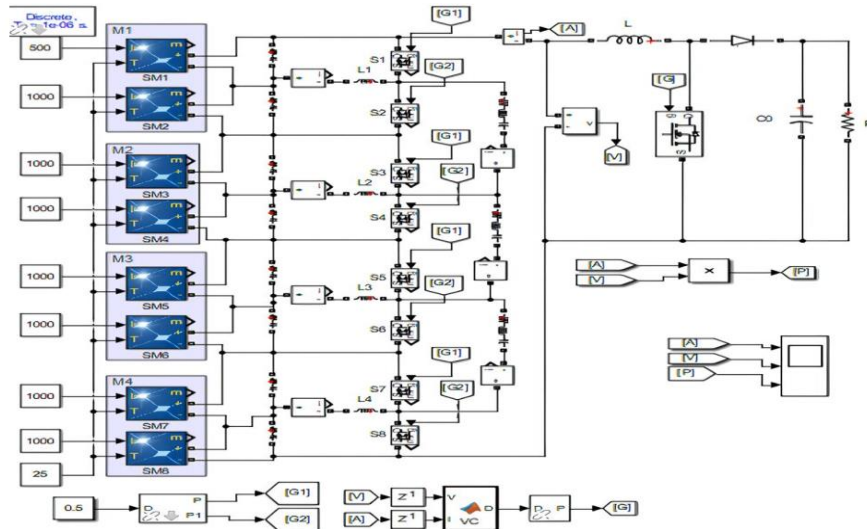 Discrete,
1e-06 s.
M1
500
SM1
1000
SM2
M2
1000
SM3
1000
SM4
M3
1000
SM5
1000
SM6
M4
1000
SM7
1000
SM8
25
L1
L2
L3
L4
S1
S2
S3
S4
S5
S6
S7
S8
[G1]
[G2]
[G1]
[G2]
[G1]
[G2]
[G1]
[G2]
[A]
L
[G]
[V]
C0
[A]
[V]
×
[P]
[A]
[V]
[P]
0.5
D
P
P1
[G1]
[G2]
[V]
[A]
V
I
D
VC
D
P
[G]